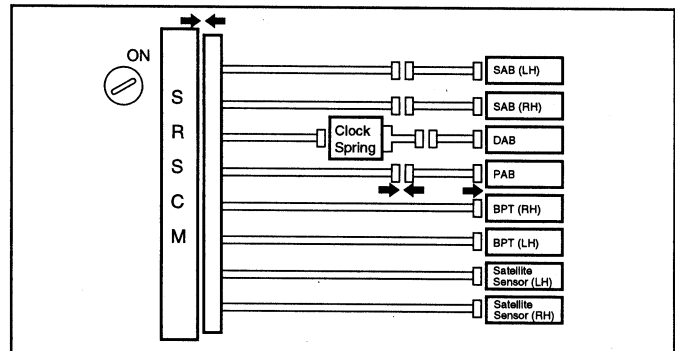 ON
SRSCM
SAB (LH)
SAB (RH)
Clock
Spring
DAB
PAB
BPT (RH)
BPT (LH)
Satellite
Sensor (LH)
Satellite
Sensor (RH)